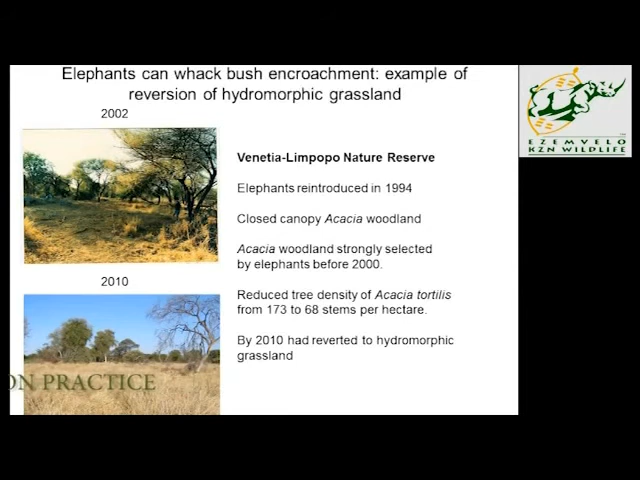 Elephants can whack bush encroachment: example of
reversion of hydromorphic grassland
2002
Venetia-Limpopo Nature Reserve
Elephants reintroduced in 1994
Closed canopy Acacia woodland
Acacia woodland strongly selected
by elephants before 2000.
2010
Reduced tree density of Acacia tortilis
from 173 to 68 stems per hectare.
By 2010 had reverted to hydromorphic
grassland
ON PRACTICE
EZEMVELO
KZN WILDLIFE